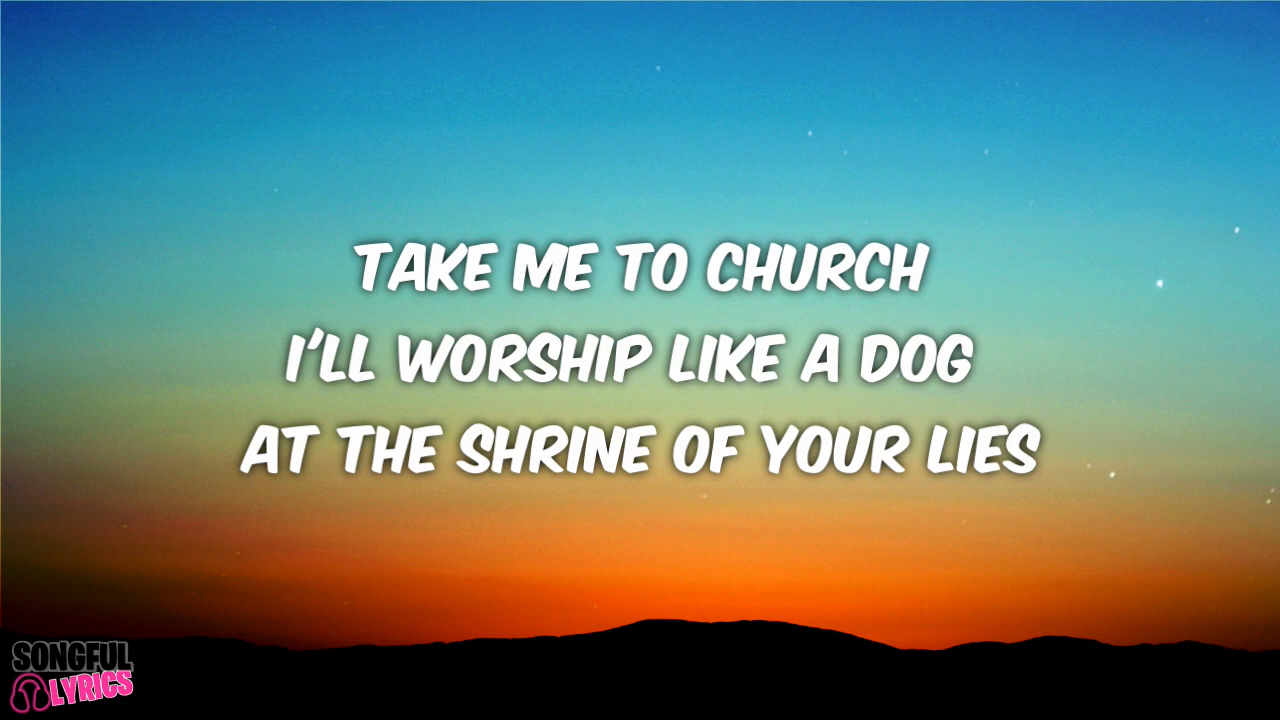 TAKE ME TO CHURCH
I'LL WORSHIP LIKE A DOG
AT THE SHRINE OF YOUR LIES
SONGFUL
LYRICS